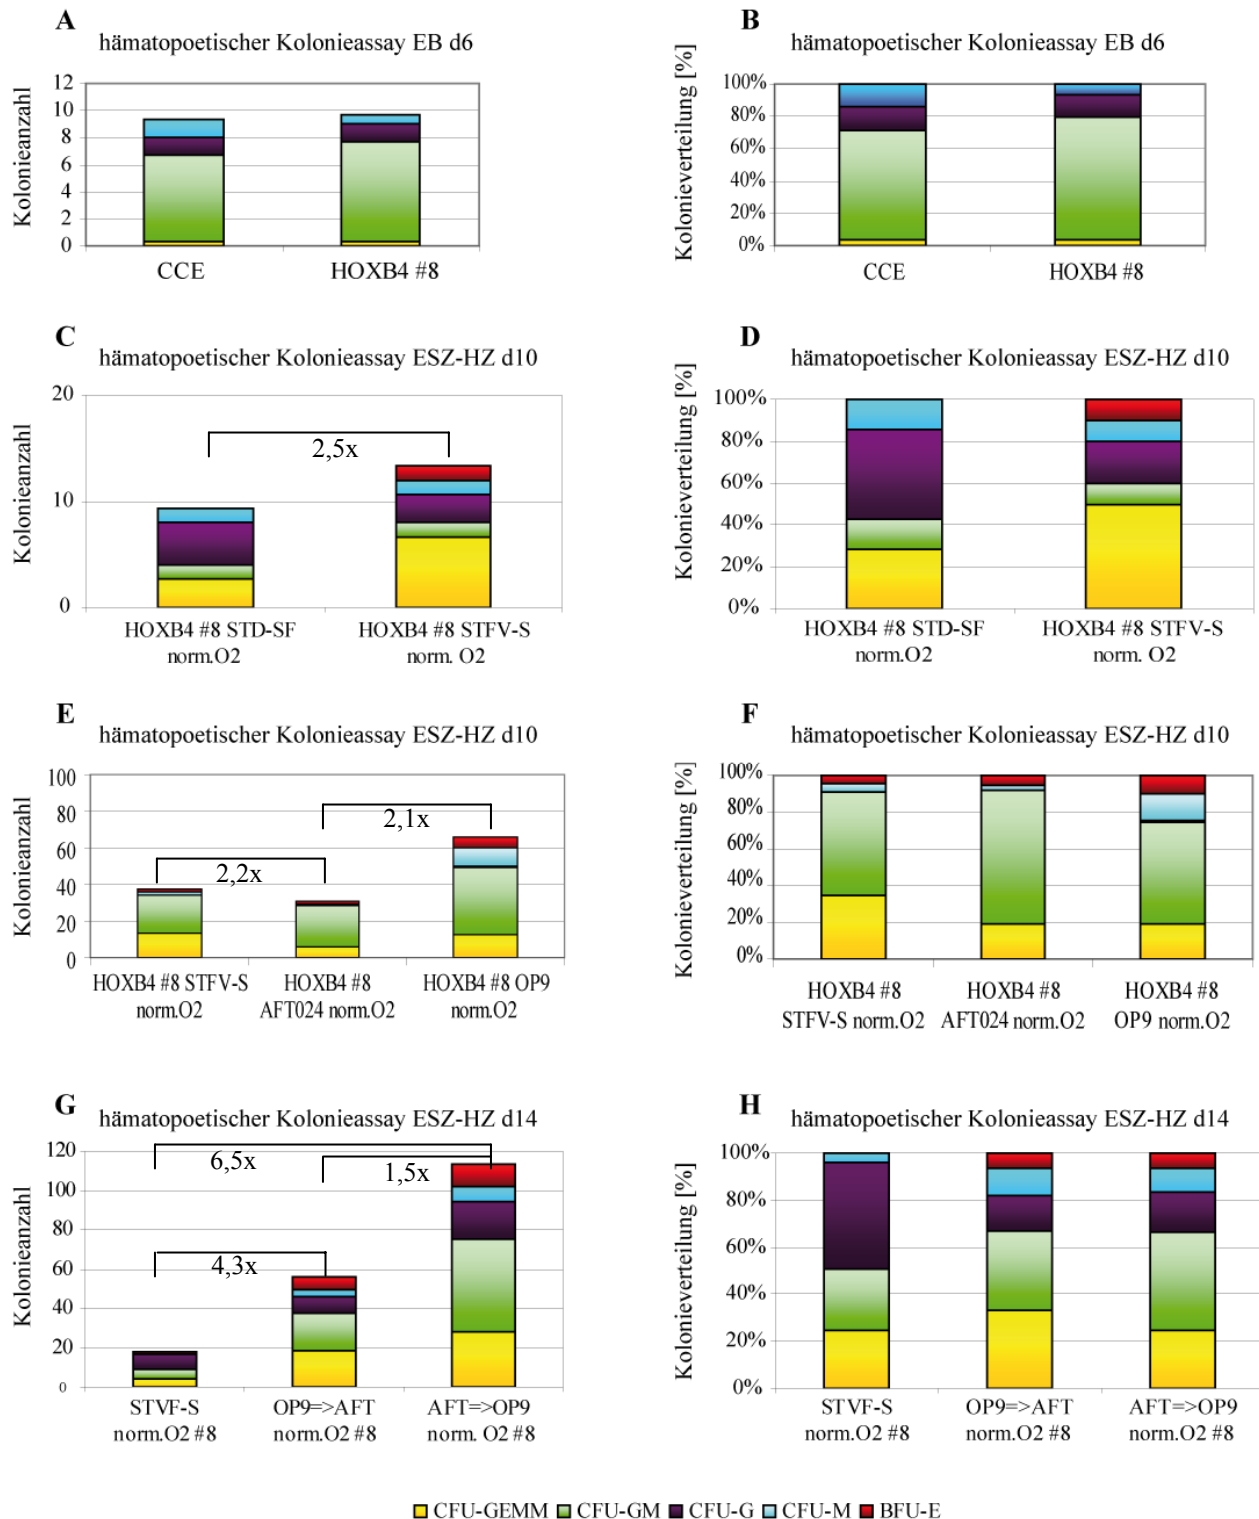 A
hämatopoetischer Kolonieassay EB d6
Kolonieanzahl
12
10
8
6
4
2
0
CCE
HOXB4 #8
B
hämatopoetischer Kolonieassay EB d6
Kolonieverteilung [%]
100%
80%
60%
40%
20%
0%
CCE
HOXB4 #8
C
hämatopoetischer Kolonieassay ESZ-HZ d10
Kolonieanzahl
20
10
0
2,5x
HOXB4 #8 STD-SF
norm.O2
HOXB4 #8 STFV-S
norm. O2
D
hämatopoetischer Kolonieassay ESZ-HZ d10
Kolonieverteilung [%]
100%
80%
60%
40%
20%
0%
HOXB4 #8 STD-SF
norm.O2
HOXB4 #8 STFV-S
norm. O2
E
hämatopoetischer Kolonieassay ESZ-HZ d10
Kolonieanzahl
100
80
60
40
20
0
2,2x
2,1x
HOXB4 #8 STFV-S
norm.O2
HOXB4 #8
AFT024 norm.O2
HOXB4 #8 OP9
norm.O2
F
hämatopoetischer Kolonieassay ESZ-HZ d10
Kolonieverteilung [%]
100%
80%
60%
40%
20%
0%
HOXB4 #8
STFV-S norm.O2
HOXB4 #8
AFT024 norm.O2
HOXB4 #8
OP9 norm.O2
G
hämatopoetischer Kolonieassay ESZ-HZ d14
Kolonieanzahl
120
100
80
60
40
20
0
6,5x
1,5x
4,3x
STVF-S
norm.O2 #8
OP9=>AFT
norm.O2 #8
AFT=>OP9
norm. O2 #8
H
hämatopoetischer Kolonieassay ESZ-HZ d14
Kolonieverteilung [%]
100%
80%
60%
40%
20%
0%
STVF-S
norm.O2 #8
OP9=>AFT
norm.O2 #8
AFT=>OP9
norm.O2 #8
CFU-GEMM CFU-GM CFU-G CFU-M BFU-E